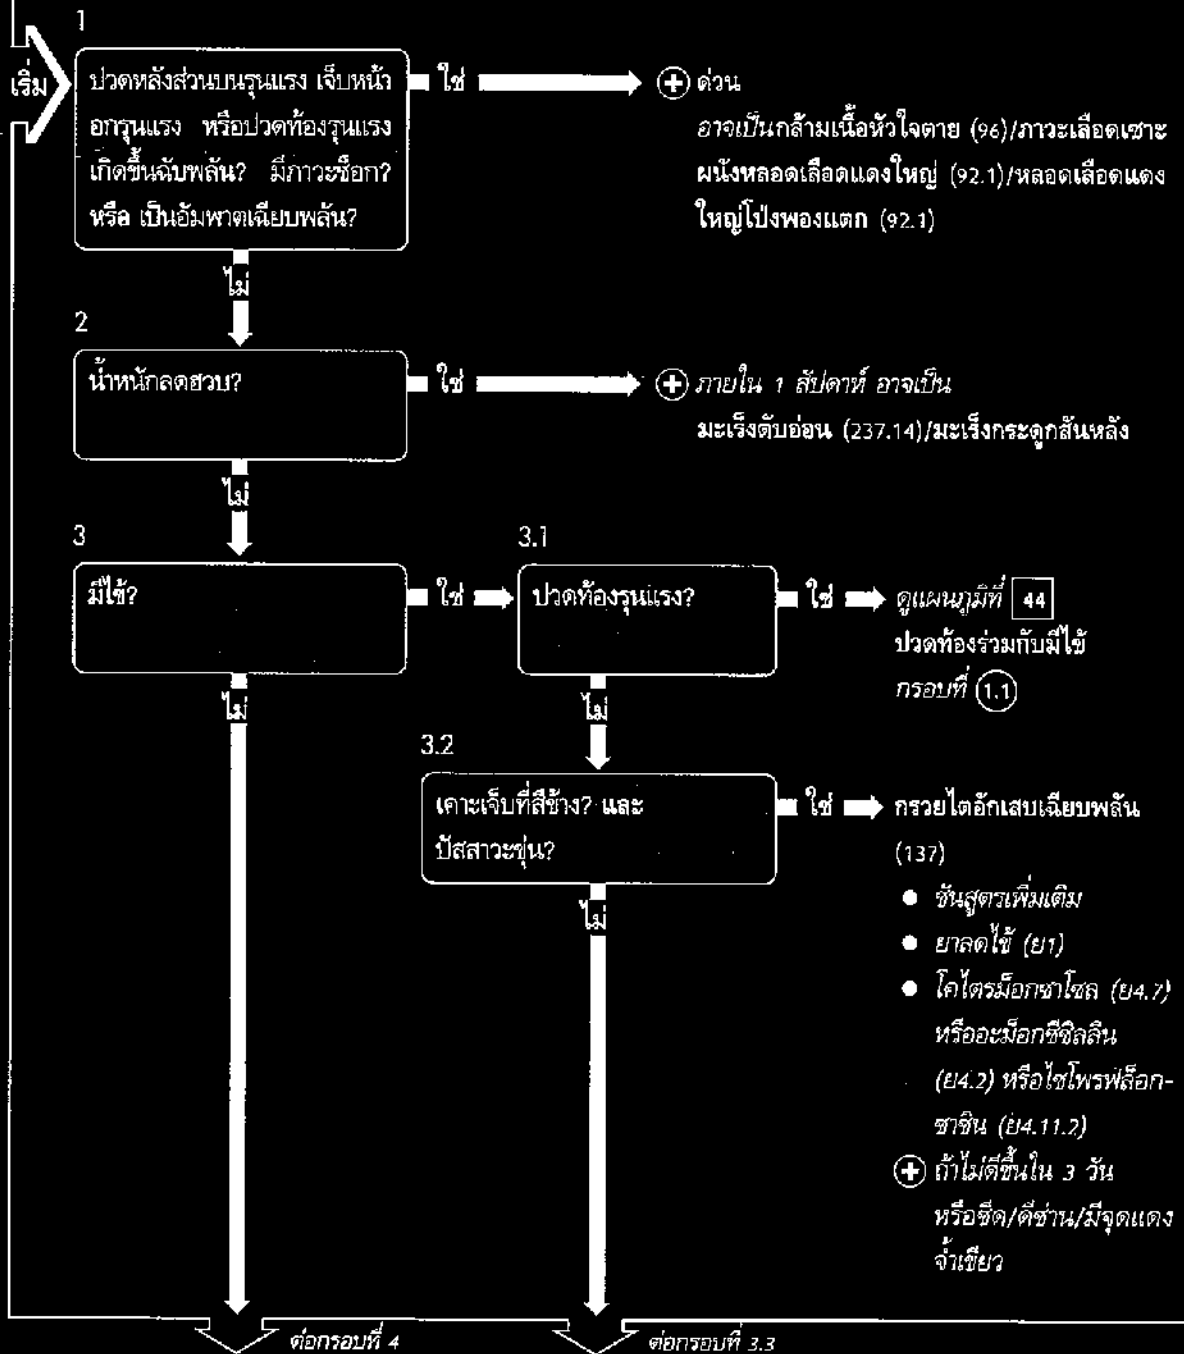 1
เริ่ม
ปวดหลังส่วนบนรุนแรง เจ็บหน้า
อกรุนแรง หรือปวดท้องรุนแรง
เกิดขึ้นฉับพลัน? มีภาวะช็อก?
หรือ เป็นอัมพาตเฉียบพลัน?
ใช่
ด่วน
อาจเป็นกล้ามเนื้อหัวใจตาย (96)/ภาวะเลือดเซาะ
ผนังหลอดเลือดแดงใหญ่ (92.1)/หลอดเลือดแดง
ใหญ่โป่งพองแตก (92.1)
ไม่
2
น้ำหนักลดฮวบ?
ใช่
ภายใน 1 สัปดาห์ อาจเป็น
มะเร็งตับอ่อน (237.14)/มะเร็งกระดูกสันหลัง
ไม่
3
มีไข้?
ใช่
3.1
ปวดท้องรุนแรง?
ใช่
ดูแผนภูมิที่ 44
ปวดท้องร่วมกับมีไข้
กรอบที่ 1.1
ไม่
ไม่
3.2
เคาะเจ็บที่สีข้าง? และ
ปัสสาวะขุ่น?
ใช่
กรวยไตอักเสบเฉียบพลัน
(137)
● ชันสูตรเพิ่มเติม
● ยาลดไข้ (ย1)
● โคไตรม็อกซาโซล (ย4.7)
หรืออะม็อกซีซิลลิน
(ย4.2) หรือไซโพรฟล็อก-
ซาซิน (ย4.11.2)
ถ้าไม่ดีขึ้นใน 3 วัน
หรือซีด/ดีซ่าน/มีจุดแดง
จ้ำเขียว
ไม่
ต่อกรอบที่ 4
ต่อกรอบที่ 3.3